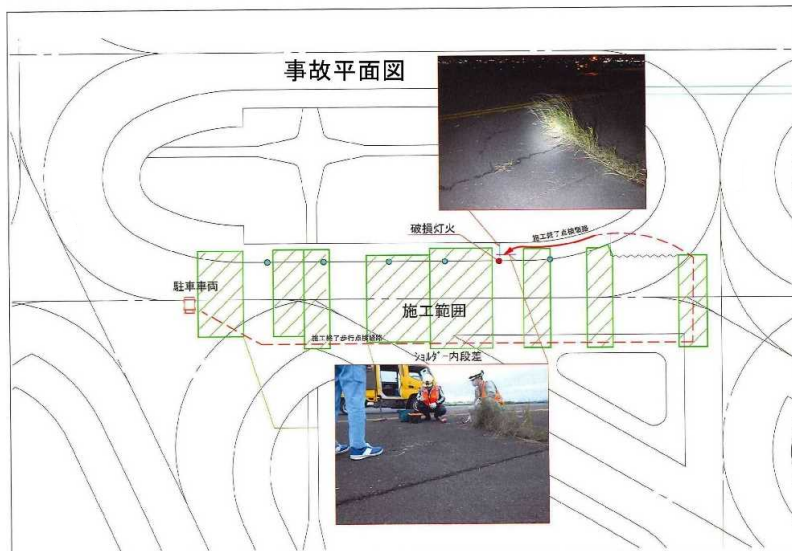 事故平面図
破損灯火
施工終了点検経路
駐車車両
施工範囲
施工終了歩行点検経路
ショルダー内段差